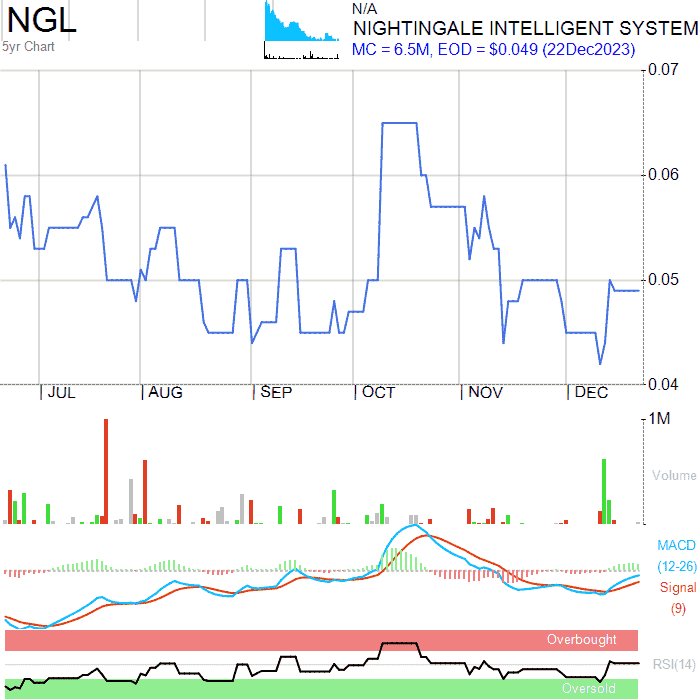 NGL
5yr Chart
N/A
NIGHTINGALE INTELLIGENT SYSTEM
MC = 6.5M, EOD = $0.049 (22Dec2023)
0.07
0.06
0.05
0.04
JUL AUG SEP OCT NOV DEC
1M
Volume
MACD
(12-26)
Signal
(9)
Overbought
RSI(14)
Oversold